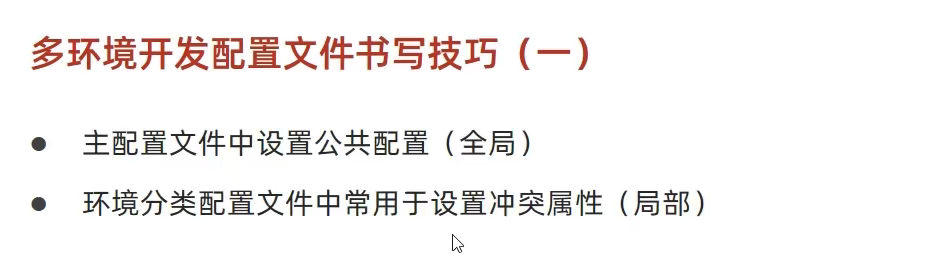 多环境开发配置文件书写技巧（一）
● 主配置文件中设置公共配置（全局）
● 环境分类配置文件中常用于设置冲突属性（局部）